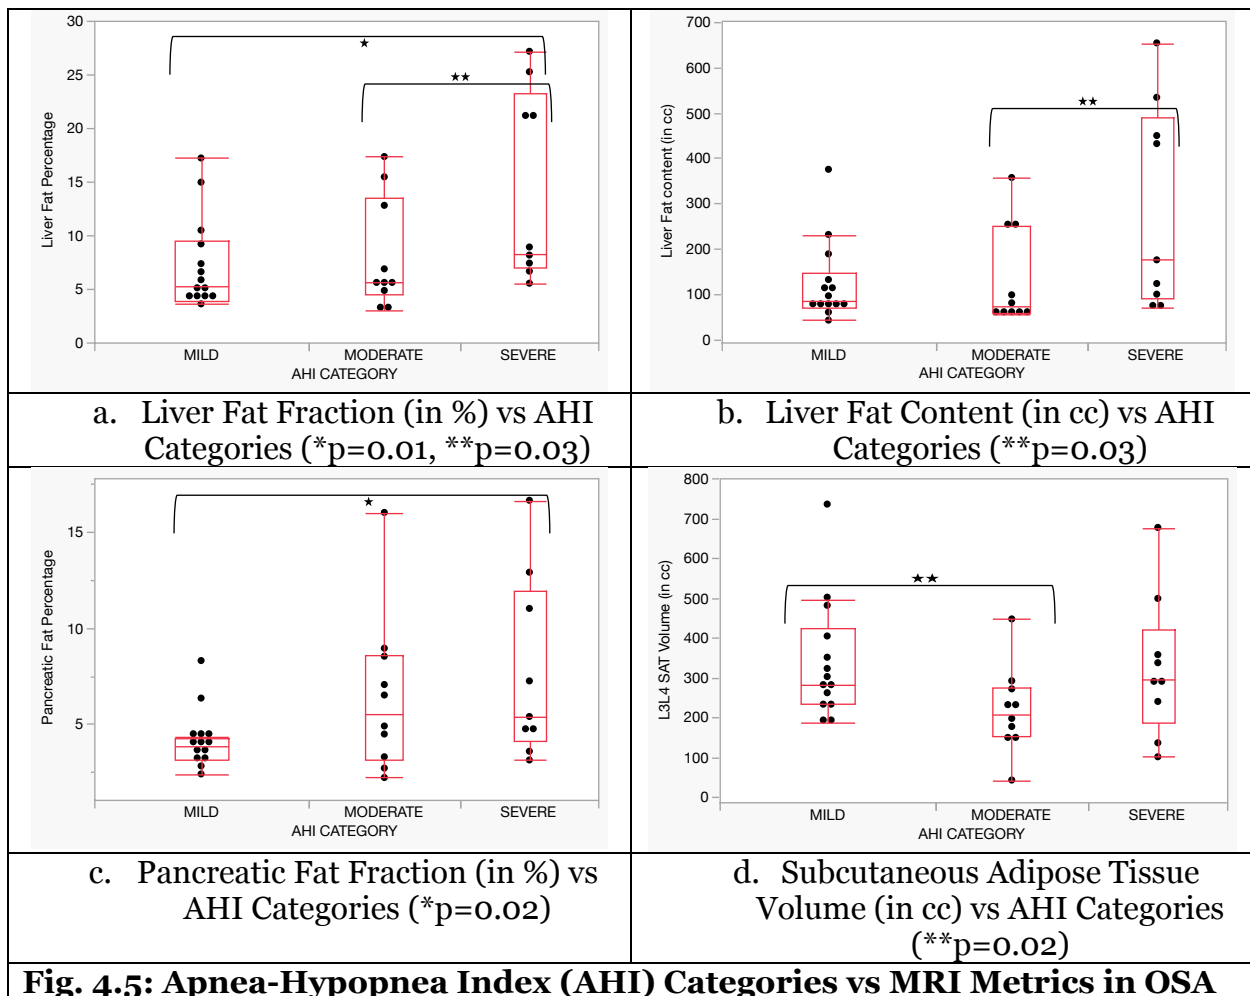 30
25
20
15
10
5
0
Liver Fat Percentage
★
★★
MILD MODERATE SEVERE
AHI CATEGORY
700
600
500
400
300
200
100
0
Liver Fat content (in cc)
★★
MILD MODERATE SEVERE
AHI CATEGORY
a. Liver Fat Fraction (in %) vs AHI
Categories (*p=0.01, **p=0.03)
b. Liver Fat Content (in cc) vs AHI
Categories (**p=0.03)
15
10
5
Pancreatic Fat Percentage
★
MILD MODERATE SEVERE
AHI CATEGORY
800
700
600
500
400
300
200
100
0
L3L4 SAT Volume (in cc)
★★
MILD MODERATE SEVERE
AHI CATEGORY
c. Pancreatic Fat Fraction (in %) vs
AHI Categories (*p=0.02)
d. Subcutaneous Adipose Tissue
Volume (in cc) vs AHI Categories
(**p=0.02)
Fig. 4.5: Apnea-Hypopnea Index (AHI) Categories vs MRI Metrics in OSA